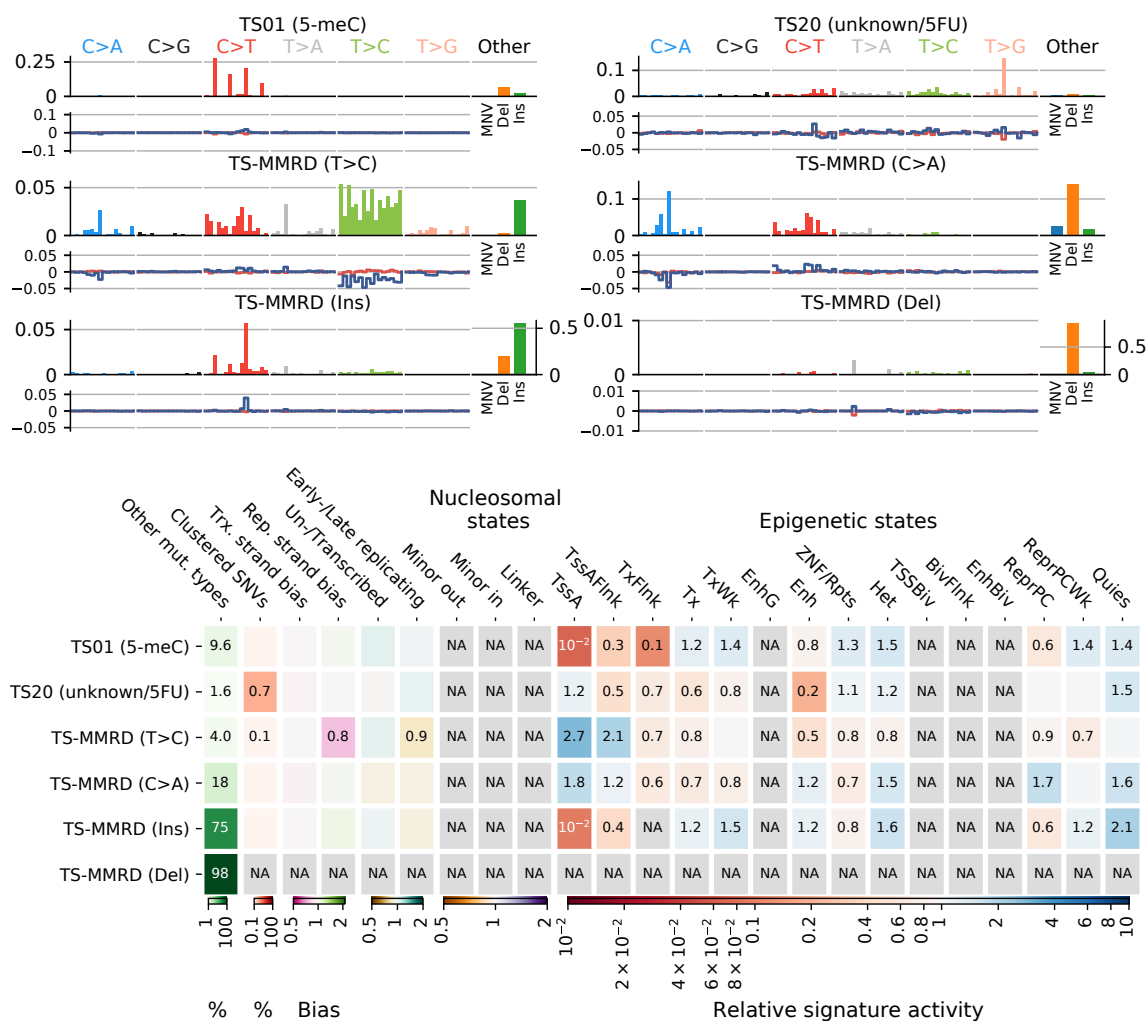 TS01 (5-meC)
C>A C>G C>T T>A T>C T>G Other
0.25
0
0.1
0
−0.1
MNV
Del
Ins
TS20 (unknown/5FU)
C>A C>G C>T T>A T>C T>G Other
0.1
0
0.05
0
−0.05
MNV
Del
Ins
TS-MMRD (T>C)
0.05
0
0.05
0
−0.05
TS-MMRD (C>A)
0.1
0
0.05
0
−0.05
TS-MMRD (Ins)
0.05
0
0.5
0
0.05
0
−0.05
MNV
Del
Ins
TS-MMRD (Del)
0.01
0
0.5
0
0.01
0
−0.01
MNV
Del
Ins
Nucleosomal
states
Epigenetic states
Other mut. types
Clustered SNVs
Trx. strand bias
Rep. strand bias
Un-/Transcribed
Early-/Late replicating
Minor out
Minor in
Linker
TssA
TssAFlnk
TxFlnk
Tx
TxWk
EnhG
Enh
ZNF/Rpts
Het
TSSBiv
BivFlnk
EnhBiv
ReprPC
ReprPCWk
Quies
TS01 (5-meC) 9.6 NA NA NA 10−2 0.3 0.1 1.2 1.4 NA 0.8 1.3 1.5 NA NA NA 0.6 1.4 1.4
TS20 (unknown/5FU) 1.6 0.7 NA NA NA 1.2 0.5 0.7 0.6 0.8 NA 0.2 1.1 1.2 NA NA NA 1.5
TS-MMRD (T>C) 4.0 0.1 0.8 0.9 NA NA NA 2.7 2.1 0.7 0.8 NA 0.5 0.8 0.8 NA NA NA 0.9 0.7
TS-MMRD (C>A) 18 NA NA NA 1.8 1.2 0.6 0.7 0.8 NA 1.2 0.7 1.5 NA NA NA 1.7 1.6
TS-MMRD (Ins) 75 NA NA NA 10−2 0.4 NA 1.2 1.5 NA 1.2 0.8 1.6 NA NA NA 0.6 1.2 2.1
TS-MMRD (Del) 98 NA NA NA NA NA NA NA NA NA NA NA NA NA NA NA NA NA NA NA NA NA NA NA
1 100 0.1 100 0.5 1 2 0.5 1 2 0.5 1 2 10−2 2 × 10−2 4 × 10−2 6 × 10−2 8 × 10−2 0.1 0.2 0.4 0.6 0.8 1 2 4 6 8 10
% % Bias Relative signature activity